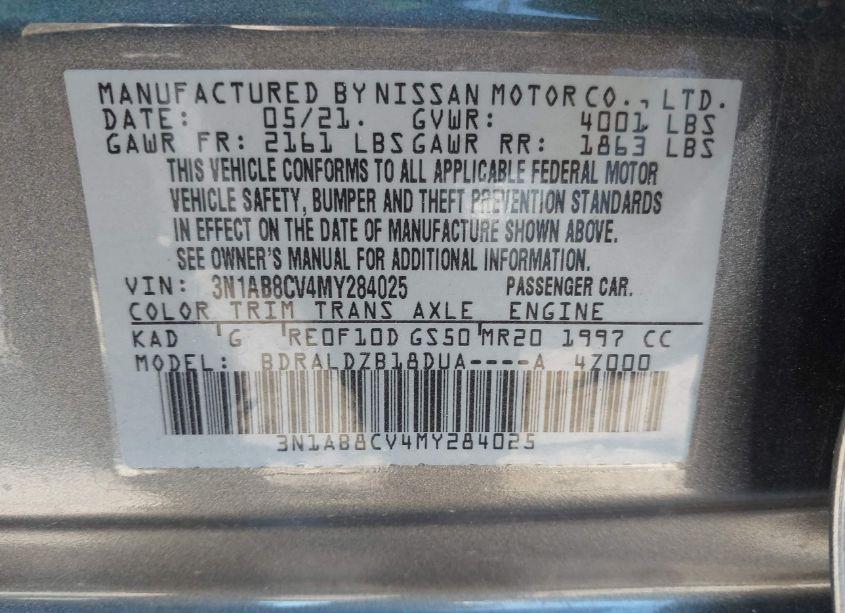 MANUFACTURED BY NISSAN MOTOR CO., LTD.
DATE: 05/21. GVWR: 4001 LBS
GAWR FR: 2161 LBS GAWR RR: 1863 LBS
THIS VEHICLE CONFORMS TO ALL APPLICABLE FEDERAL MOTOR
VEHICLE SAFETY, BUMPER AND THEFT PREVENTION STANDARDS
IN EFFECT ON THE DATE OF MANUFACTURE SHOWN ABOVE.
SEE OWNER'S MANUAL FOR ADDITIONAL INFORMATION.
VIN: 3N1AB8CV4MY284025 PASSENGER CAR.
COLOR TRIM TRANS AXLE ENGINE
KAD G RE0F10D GS50 MR20 1997 CC
MODEL: BDRALDZB18DUA----A 4Z000
3N1AB8CV4MY284025